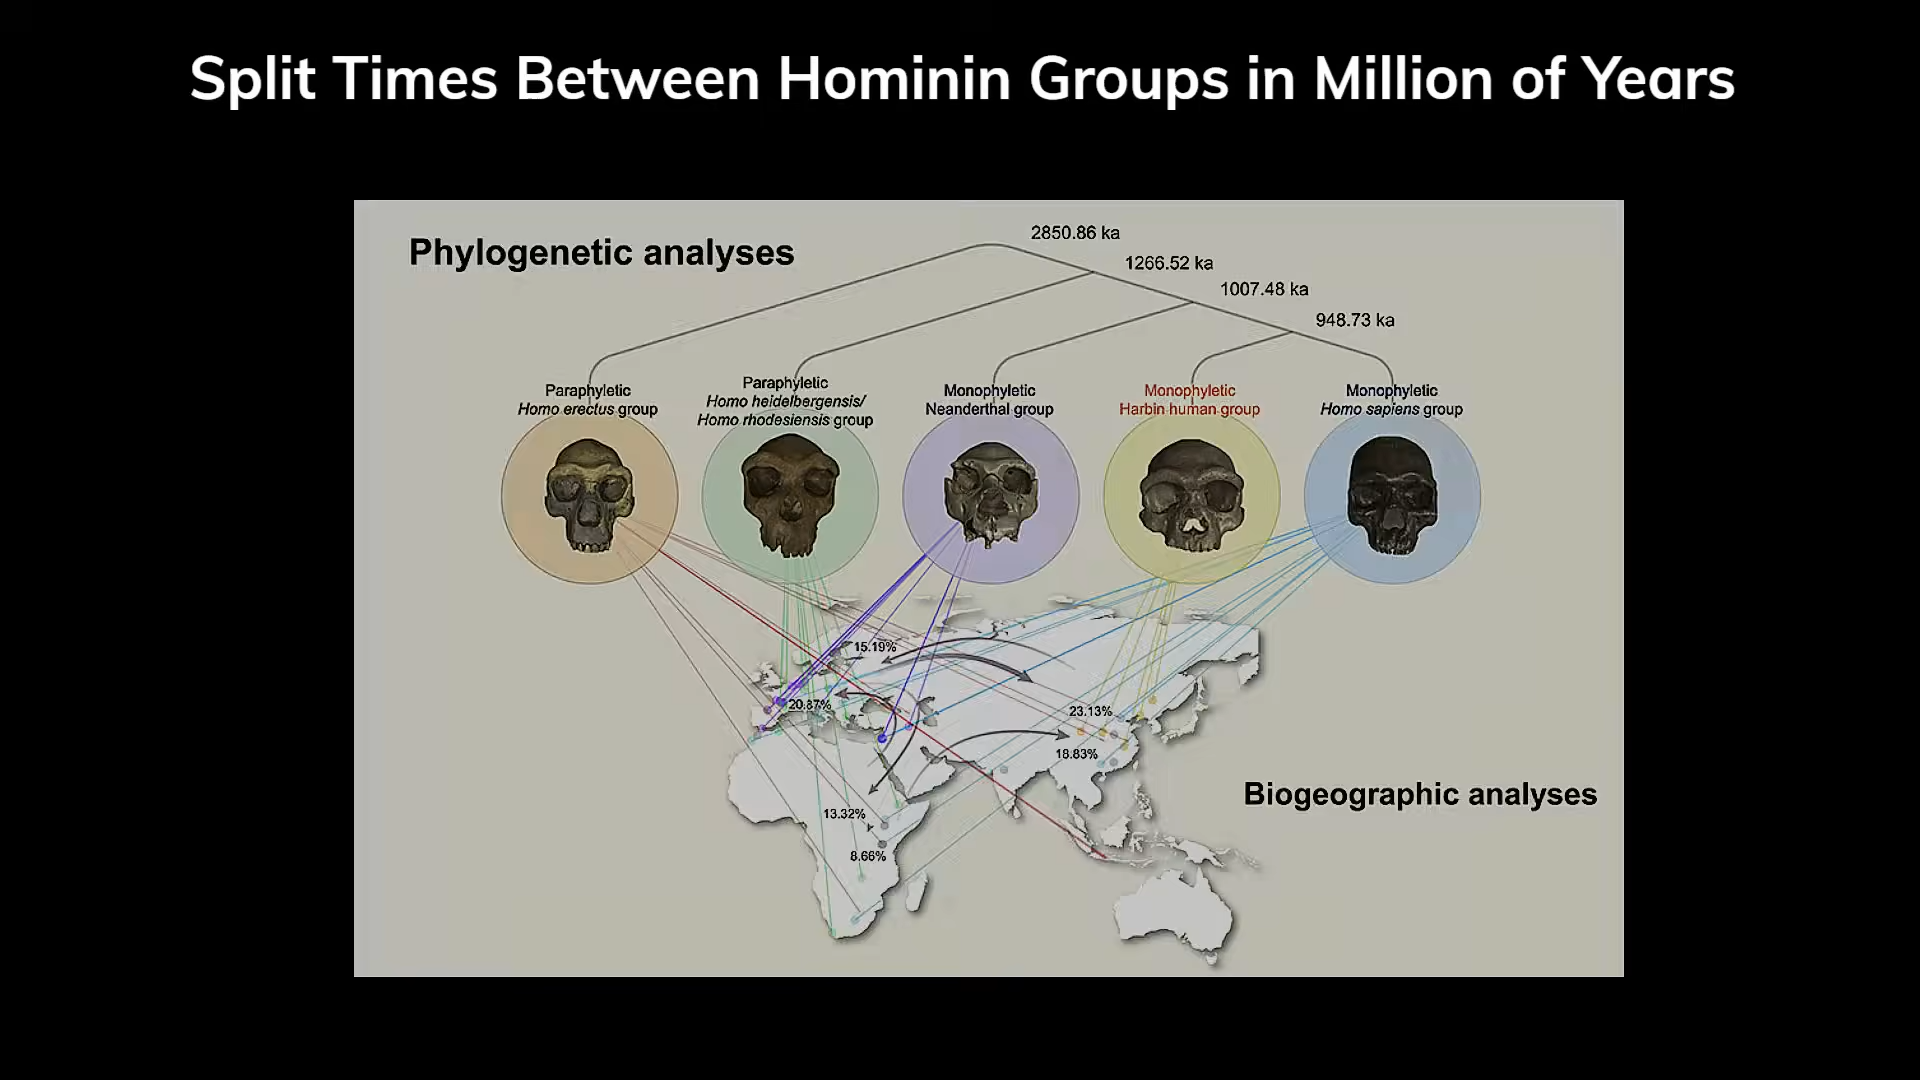 Split Times Between Hominin Groups in Million of Years
Phylogenetic analyses
2850.86 ka
1266.52 ka
1007.48 ka
948.73 ka
Paraphyletic
Homo erectus group
Paraphyletic
Homo heidelbergensis/
Homo rhodesiensis group
Monophyletic
Neanderthal group
Monophyletic
Harbin human group
Monophyletic
Homo sapiens group
15.19%
20.87%
23.13%
18.83%
13.32%
8.66%
Biogeographic analyses